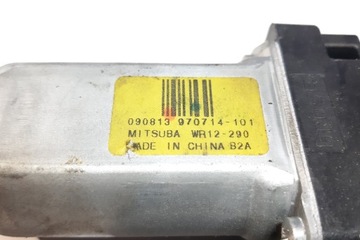 090813 970714-101
MITSUBA WR12-290
MADE IN CHINA B2A